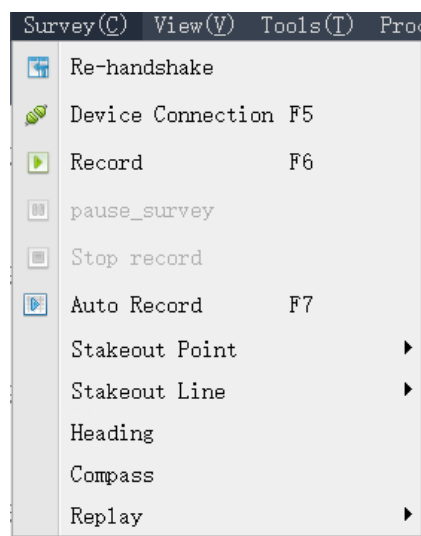 Survey(C) View(V) Tools(T) Proc
Re-handshake
Device Connection F5
Record F6
pause_survey
Stop record
Auto Record F7
Stakeout Point
Stakeout Line
Heading
Compass
Replay